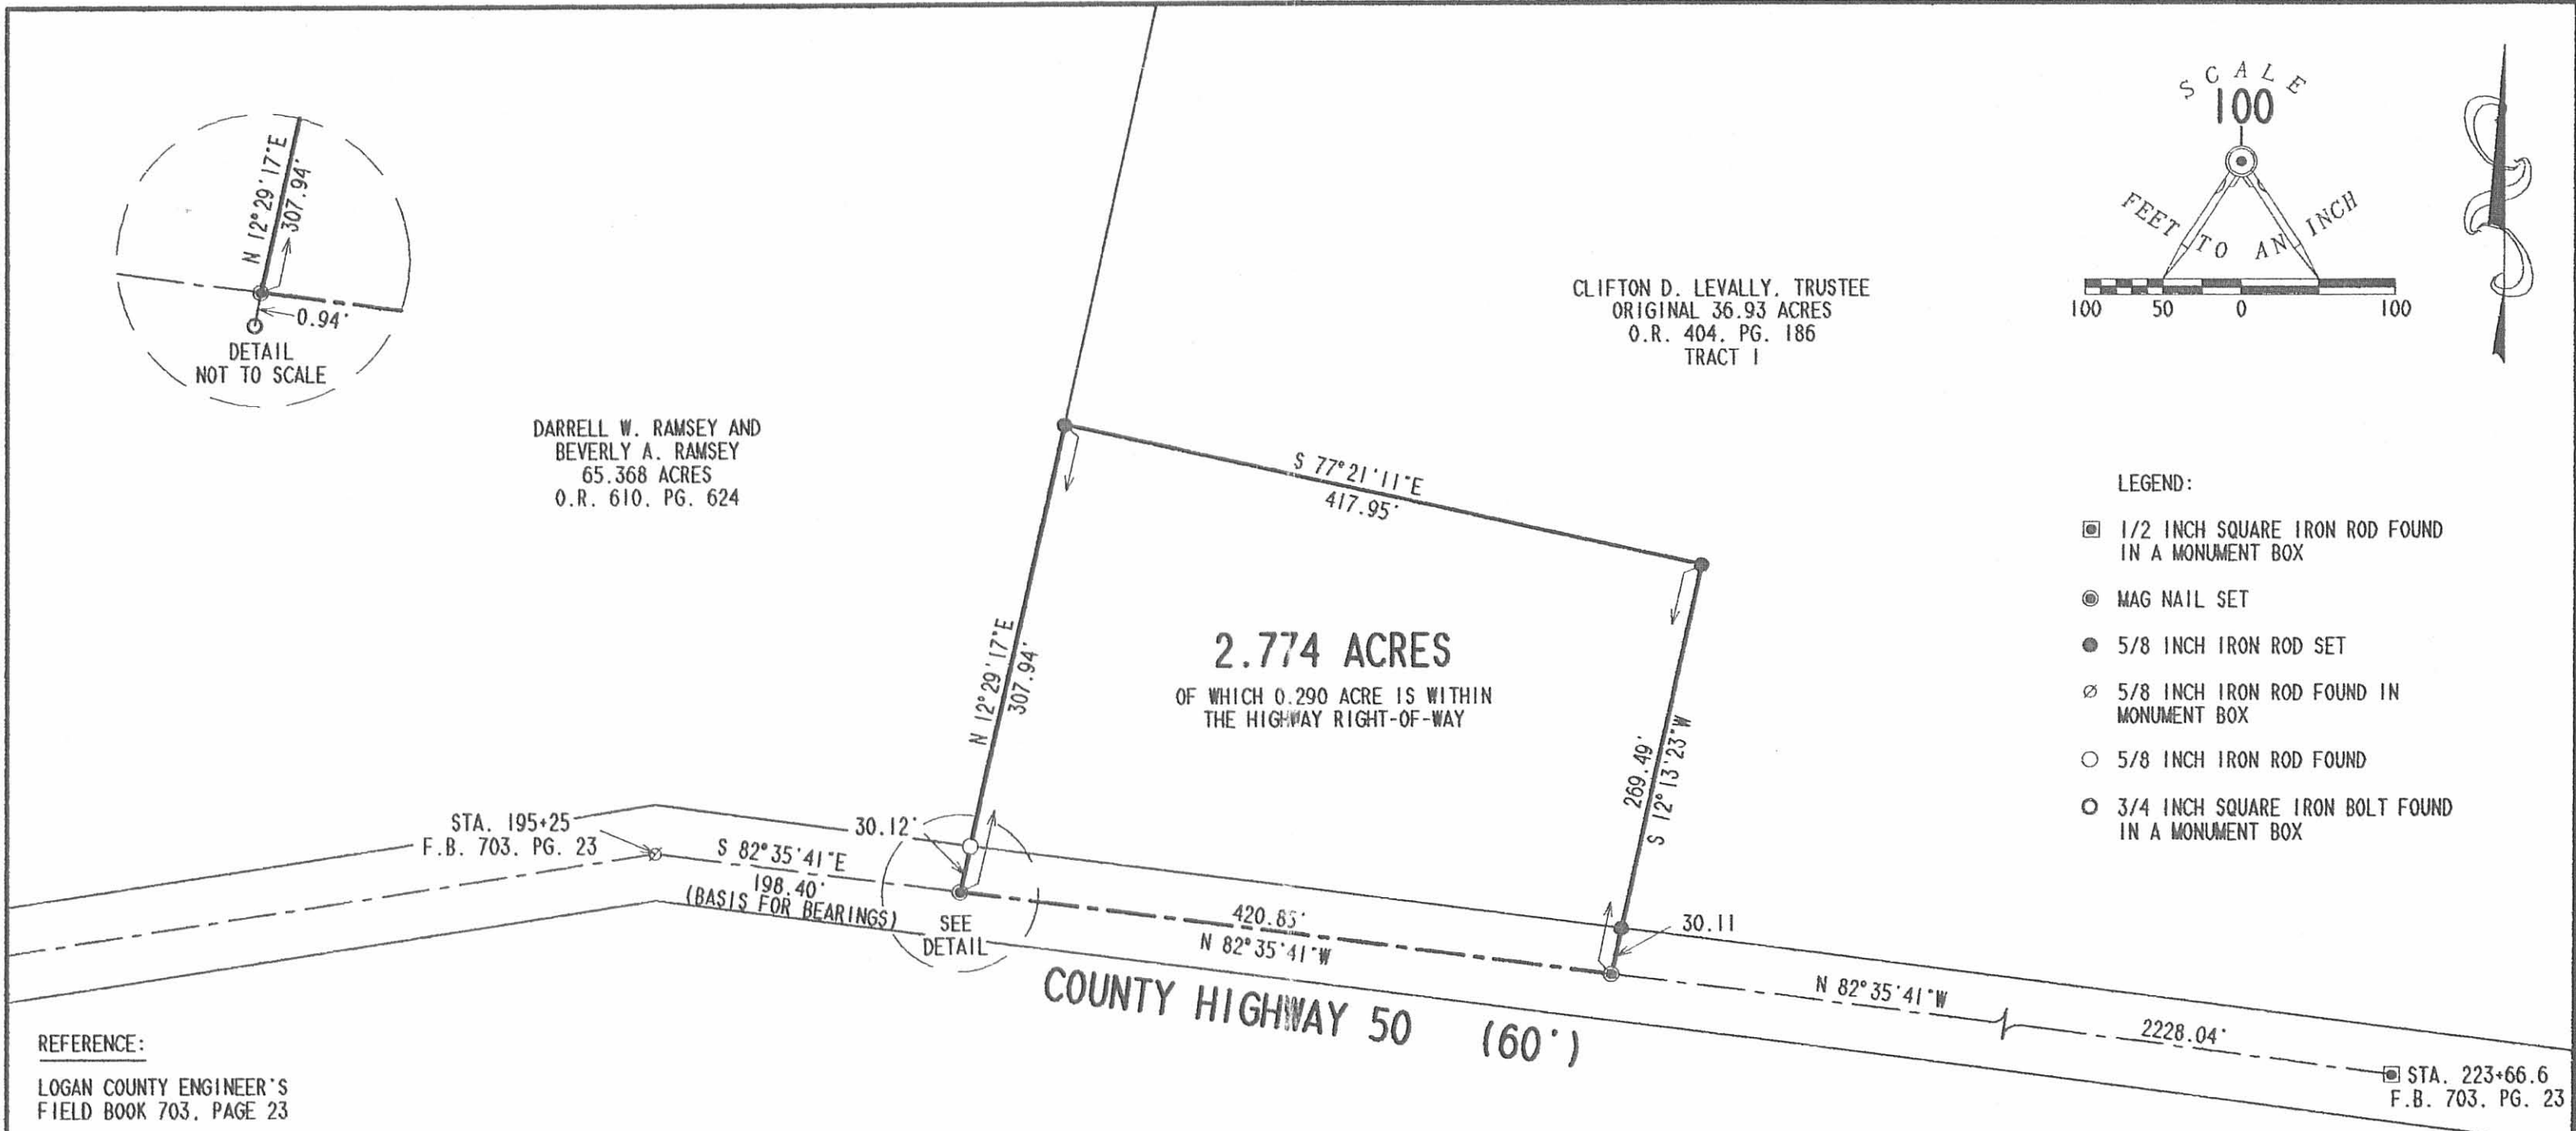 N 12°29'17"E
307.94'
0.94'
DETAIL
NOT TO SCALE
DARRELL W. RAMSEY AND
BEVERLY A. RAMSEY
65.368 ACRES
O.R. 610, PG. 624
CLIFTON D. LEVALLY, TRUSTEE
ORIGINAL 36.93 ACRES
O.R. 404, PG. 186
TRACT 1
SCALE
100
FEET TO AN INCH
100 50 0 100
S 77°21'11"E
417.95'
N 12°29'17"E
307.94'
2.774 ACRES
OF WHICH 0.290 ACRE IS WITHIN
THE HIGHWAY RIGHT-OF-WAY
269.49'
S 12°13'23"W
LEGEND:
1/2 INCH SQUARE IRON ROD FOUND
IN A MONUMENT BOX
MAG NAIL SET
5/8 INCH IRON ROD SET
5/8 INCH IRON ROD FOUND IN
MONUMENT BOX
5/8 INCH IRON ROD FOUND
3/4 INCH SQUARE IRON BOLT FOUND
IN A MONUMENT BOX
STA. 195+25
F.B. 703, PG. 23
30.12'
S 82°35'41"E
198.40'
(BASIS FOR BEARINGS)
SEE
DETAIL
420.85'
N 82°35'41"W
30.11
COUNTY HIGHWAY 50 (60')
N 82°35'41"W
2228.04'
STA. 223+66.6
F.B. 703, PG. 23
REFERENCE:
LOGAN COUNTY ENGINEER'S
FIELD BOOK 703, PAGE 23